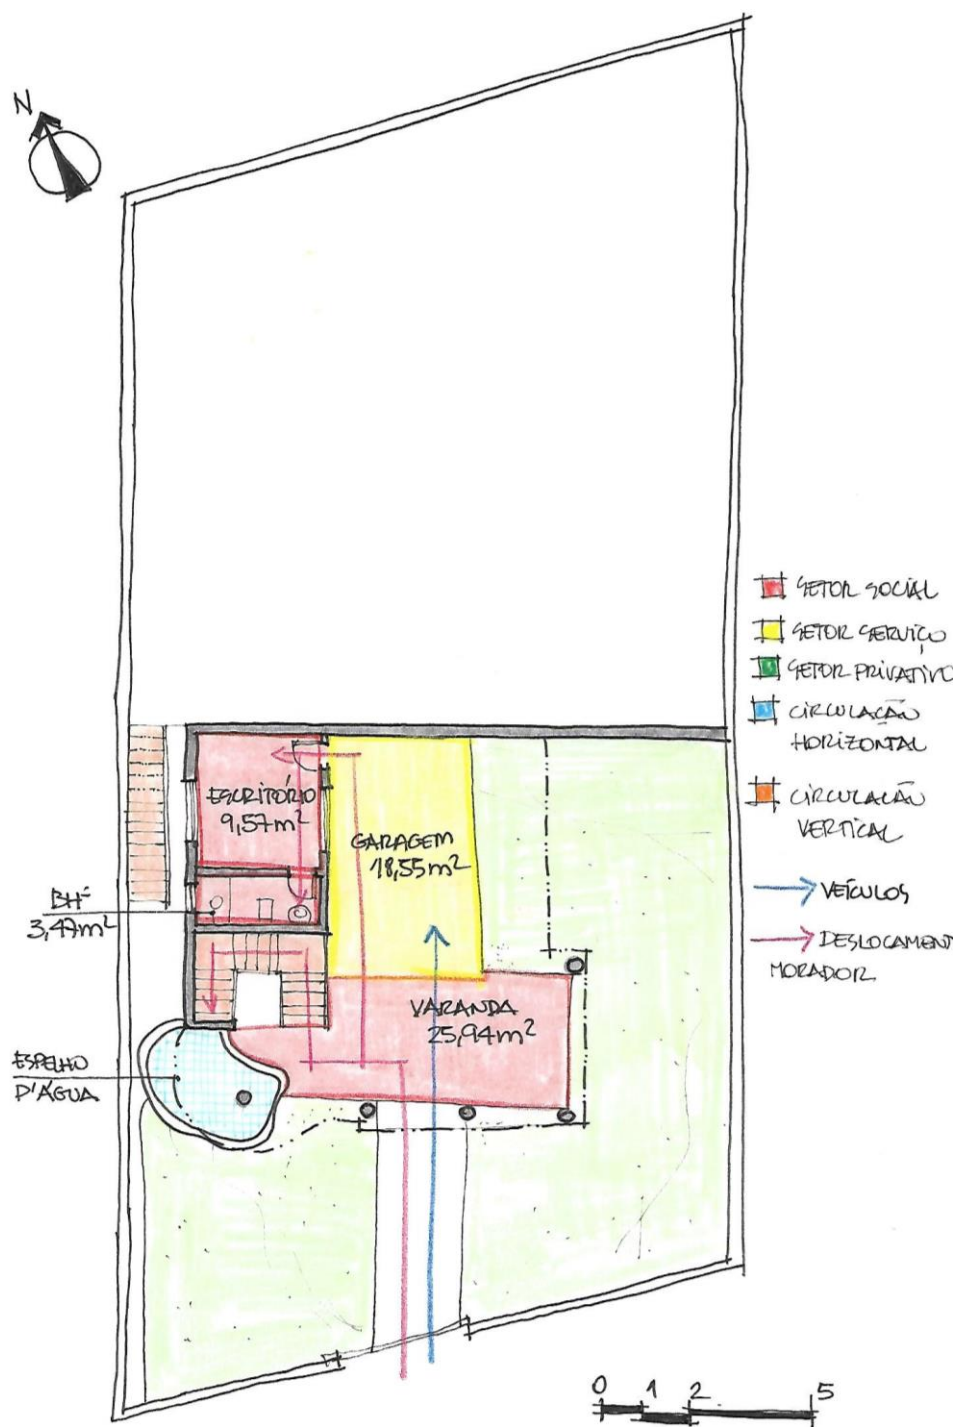 N
SETOR SOCIAL
SETOR SERVIÇO
SETOR PRIVATIVO
CIRCULAÇÃO
HORIZONTAL
CIRCULAÇÃO
VERTICAL
VEÍCULOS
DESLOCAMENT
MORADOR
ESCRITÓRIO
9,57m²
GARAGEM
18,55m²
BHº
3,47m²
VARANDA
25,94m²
ESPELHO
D'ÁGUA
0 1 2 5